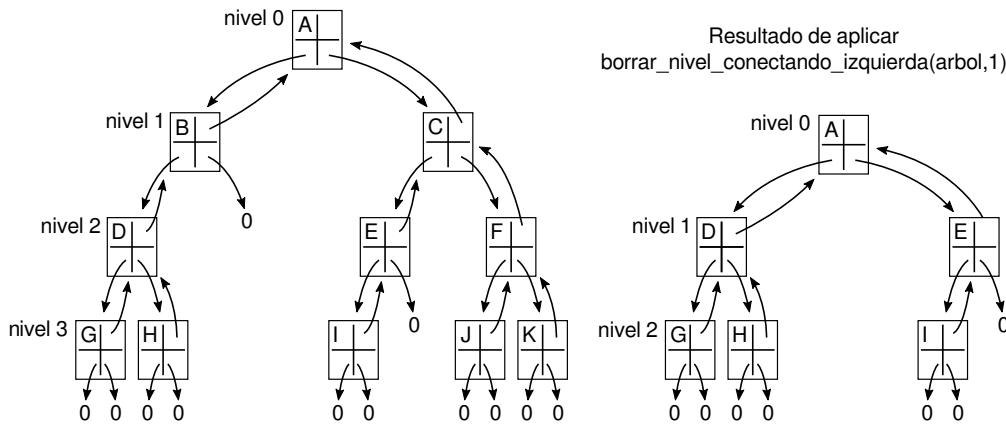 nivel 0
A
nivel 1
B
C
0
nivel 2
D
E
F
0
nivel 3
G
H
I
J
K
0 0 0 0 0 0 0 0 0 0
Resultado de aplicar
borrar_nivel_conectando_izquierda(arbol,1)
nivel 0
A
nivel 1
D
E
0
nivel 2
G
H
I
0 0 0 0 0 0